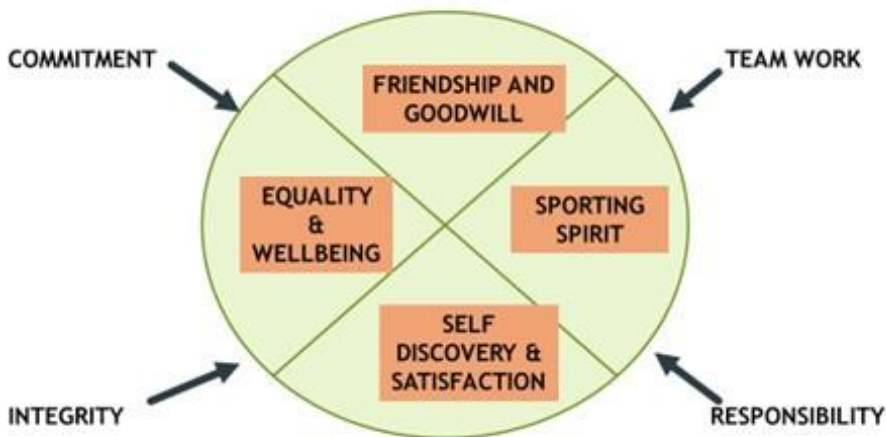 COMMITMENT
TEAM WORK
FRIENDSHIP AND
GOODWILL
EQUALITY
&
WELLBEING
SPORTING
SPIRIT
SELF
DISCOVERY &
SATISFACTION
INTEGRITY
RESPONSIBILITY